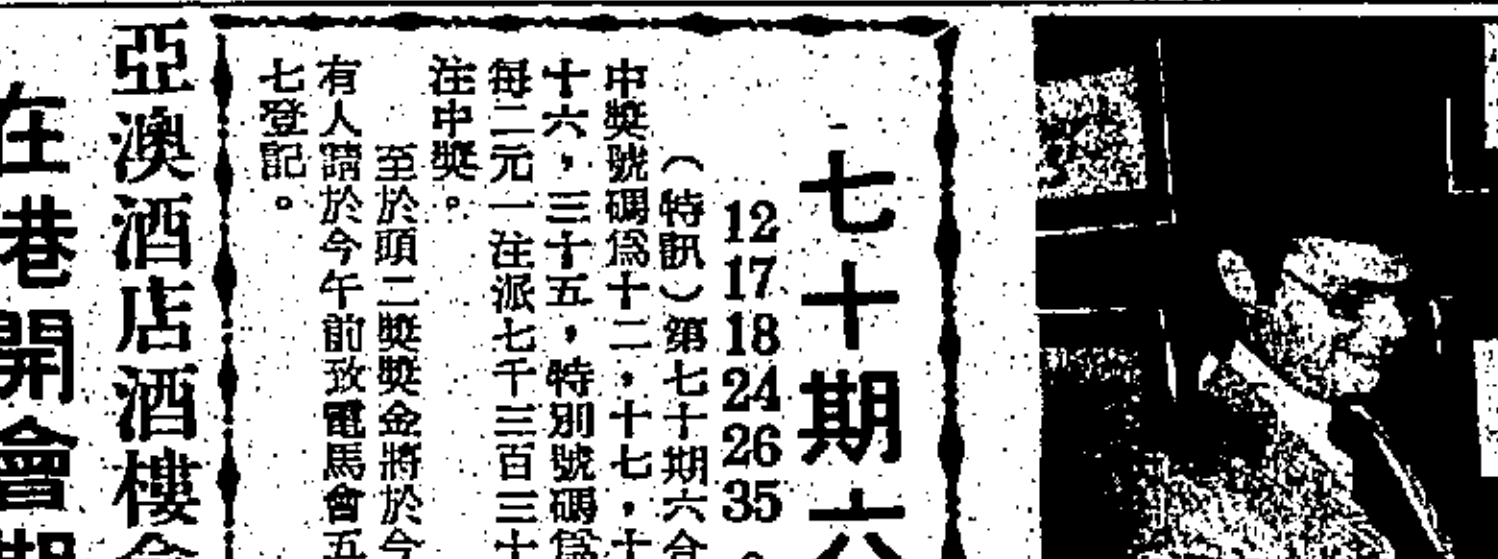 七十期六
12
17
18
24
26
35
（特訊）第七十期六合
中獎號碼爲十二，十七，十
十六，三十五，特別號碼爲
每二元一注派七千三百三十
注中獎。
至於頭二獎獎金將於今
有人請於今午前致電馬會五
七登記。
亞澳酒店酒樓
在港開會